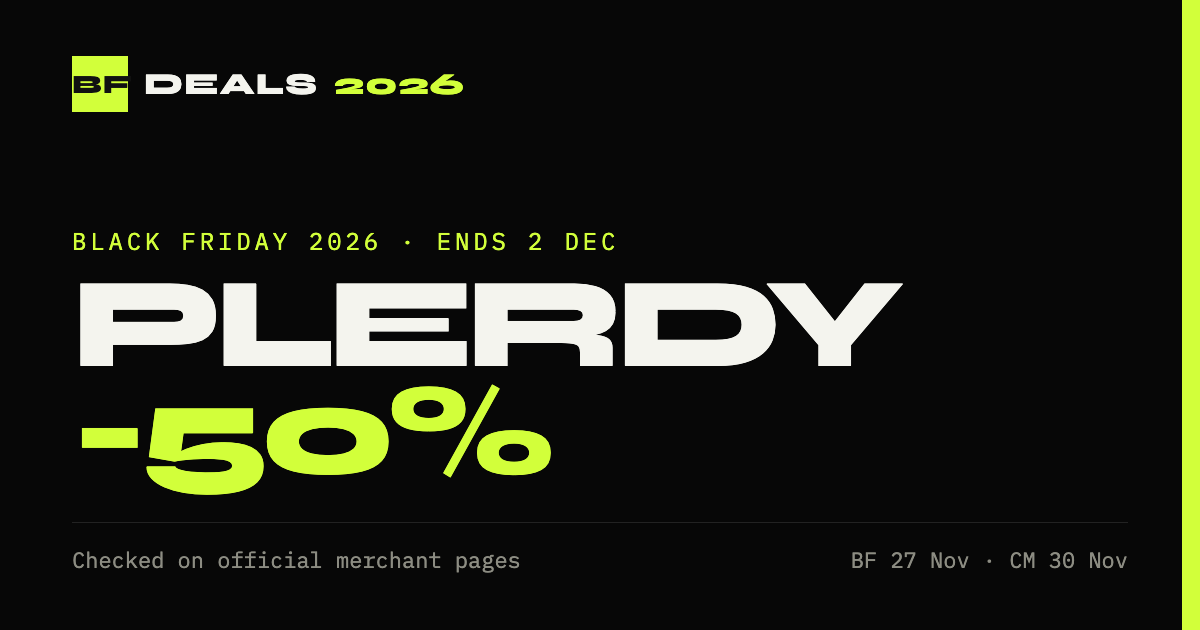 BF DEALS 2026
BLACK FRIDAY 2026 · ENDS 2 DEC
PLERDY
-50%
Checked on official merchant pages
BF 27 Nov · CM 30 Nov